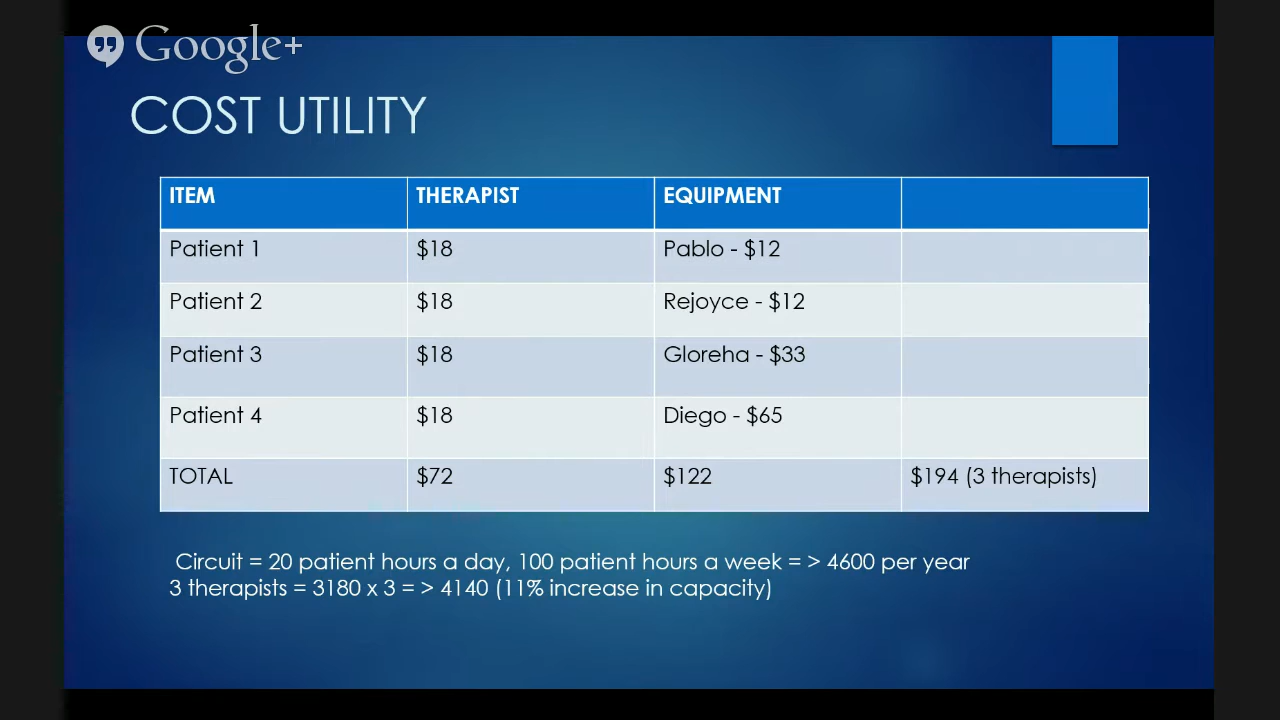 Google+
COST UTILITY
ITEM THERAPIST EQUIPMENT
Patient 1 $18 Pablo - $12
Patient 2 $18 Rejoyce - $12
Patient 3 $18 Gloreha - $33
Patient 4 $18 Diego - $65
TOTAL $72 $122 $194 (3 therapists)
Circuit = 20 patient hours a day, 100 patient hours a week = > 4600 per year
3 therapists = 3180 x 3 = > 4140 (11% increase in capacity)